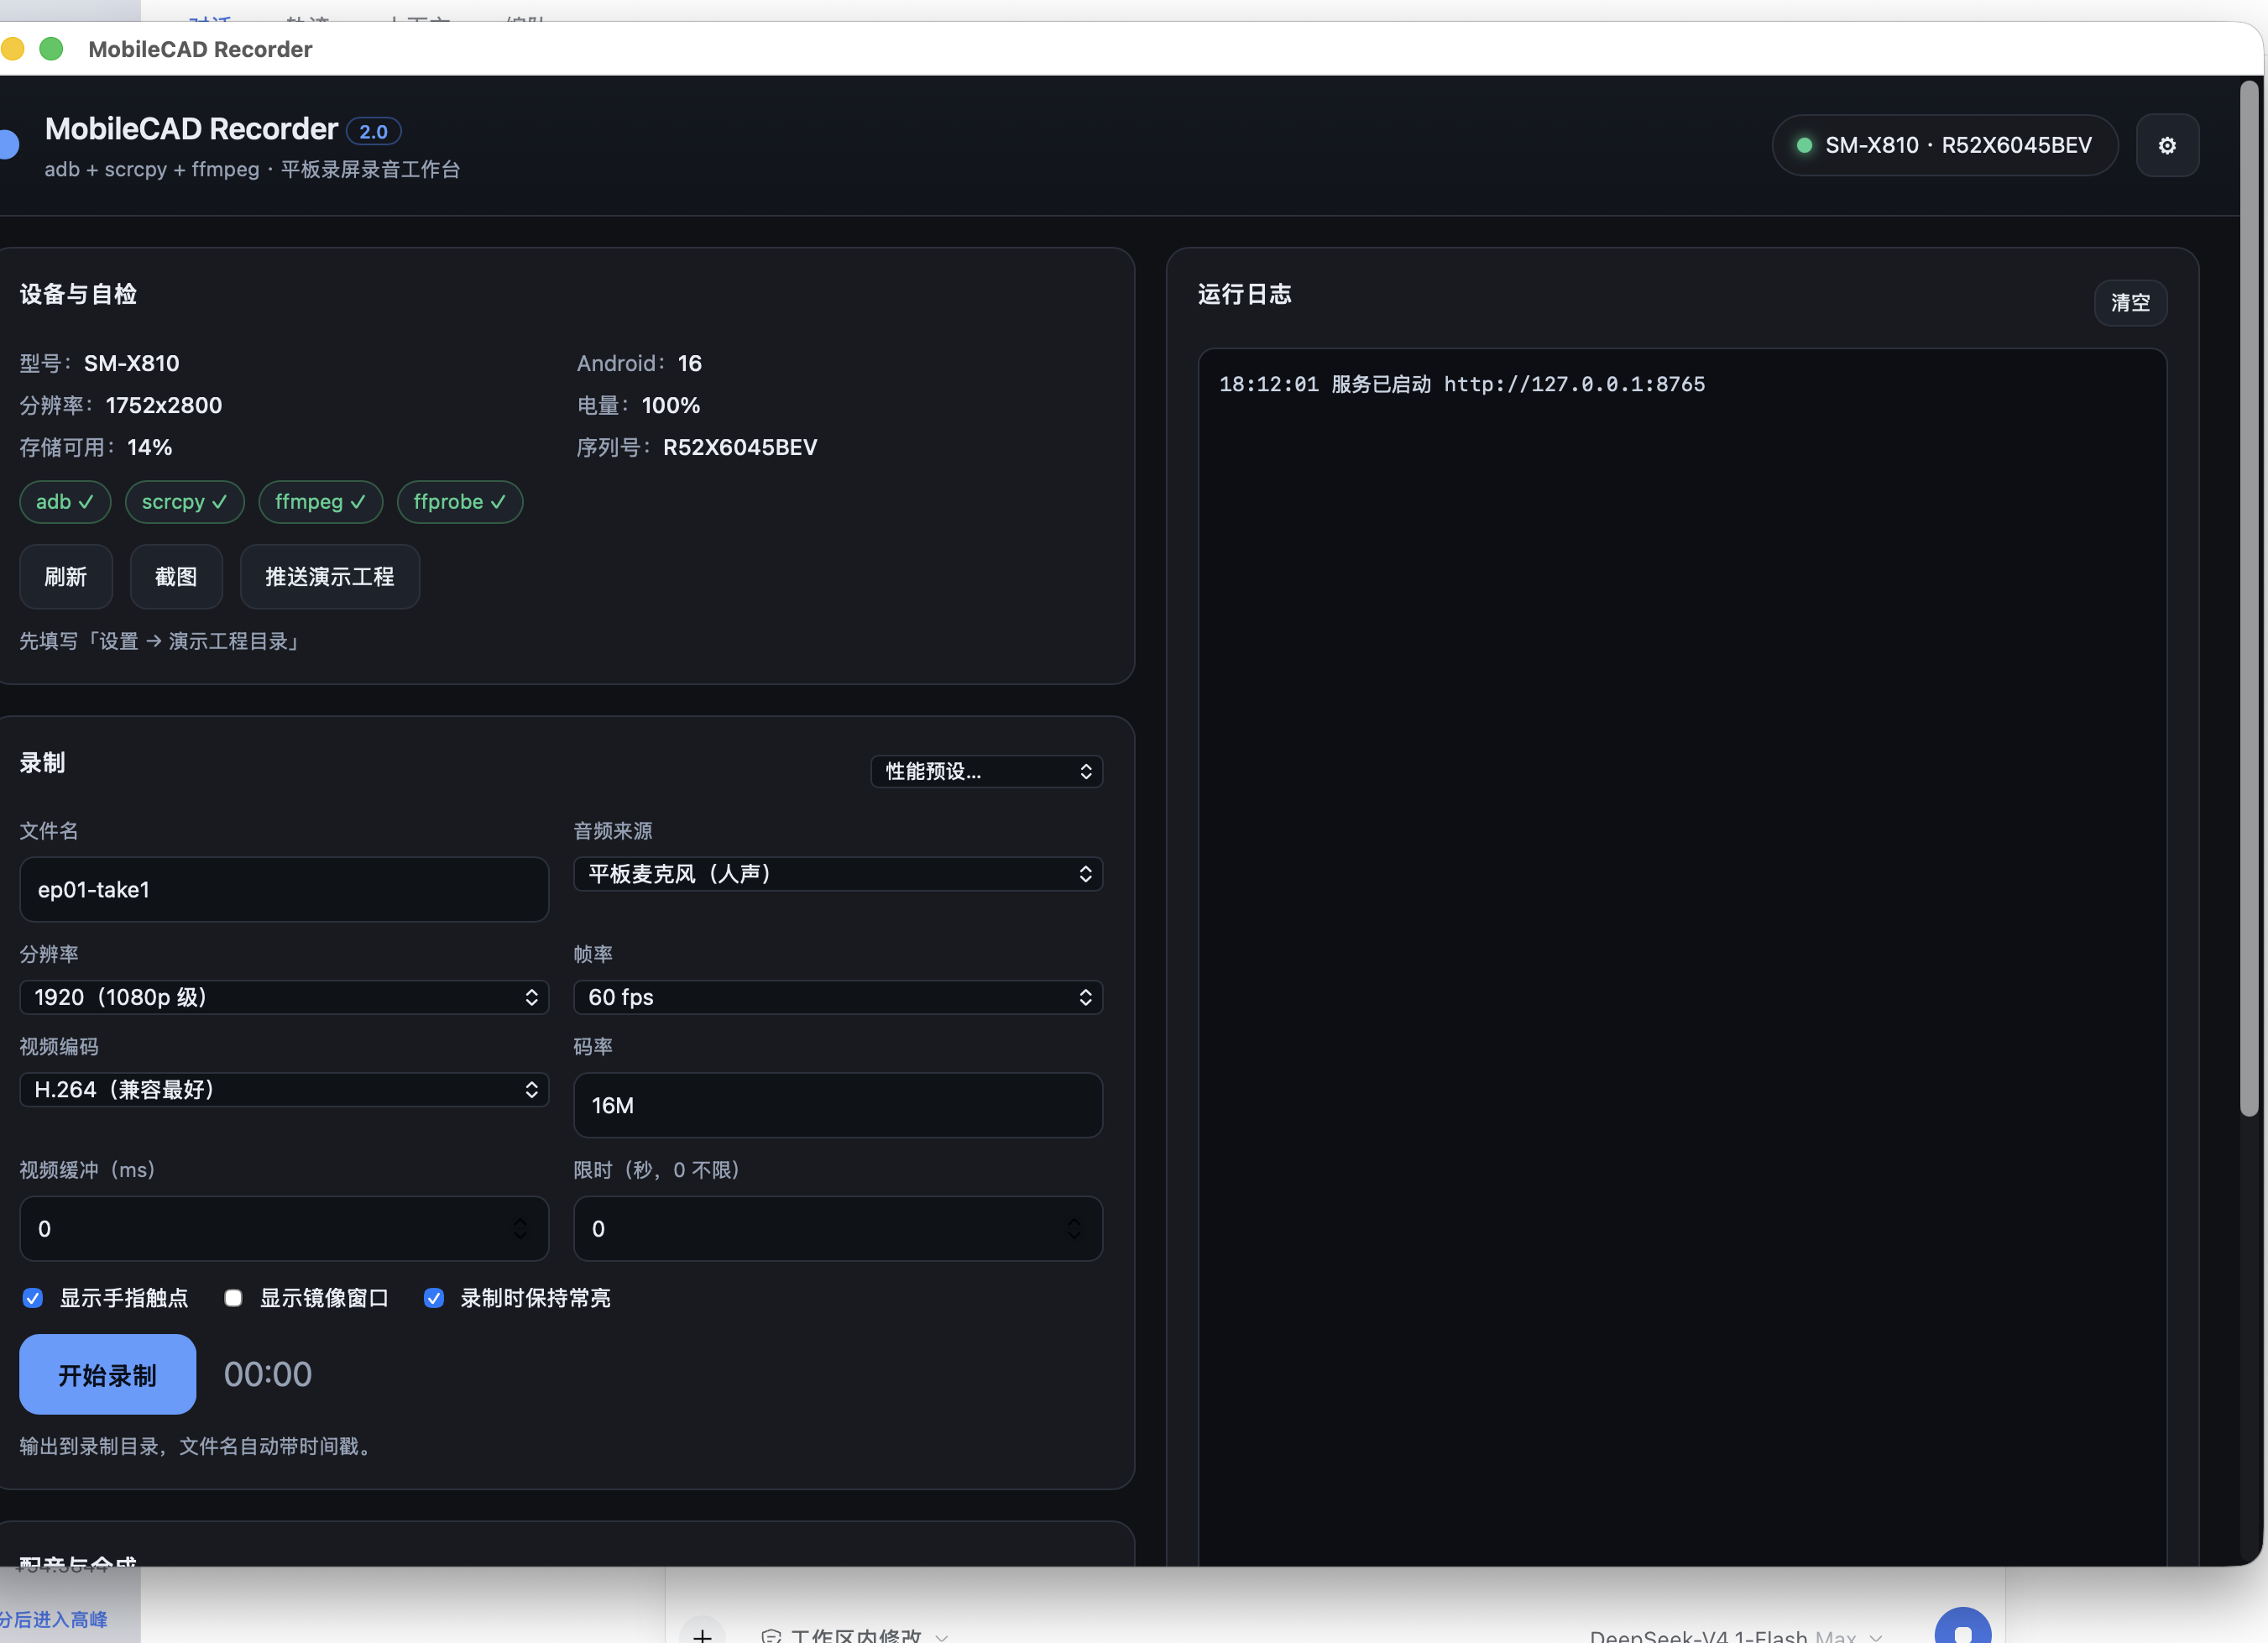 MobileCAD Recorder
MobileCAD Recorder 2.0
adb + scrcpy + ffmpeg · 平板录屏录音工作台
SM-X810 · R52X6045BEV
设备与自检
型号：SM-X810
Android：16
分辨率：1752x2800
电量：100%
存储可用：14%
序列号：R52X6045BEV
adb ✓
scrcpy ✓
ffmpeg ✓
ffprobe ✓
刷新
截图
推送演示工程
先填写「设置 → 演示工程目录」
录制
性能预设...
文件名
音频来源
ep01-take1
平板麦克风（人声）
分辨率
帧率
1920（1080p 级）
60 fps
视频编码
码率
H.264（兼容最好）
16M
视频缓冲（ms）
限时（秒，0 不限）
0
0
显示手指触点
显示镜像窗口
录制时保持常亮
开始录制
00:00
输出到录制目录，文件名自动带时间戳。
配音与合成
运行日志
清空
18:12:01 服务已启动 http://127.0.0.1:8765
分后进入高峰
工作区内修改
DeepSeek-V4.1-Flash Max